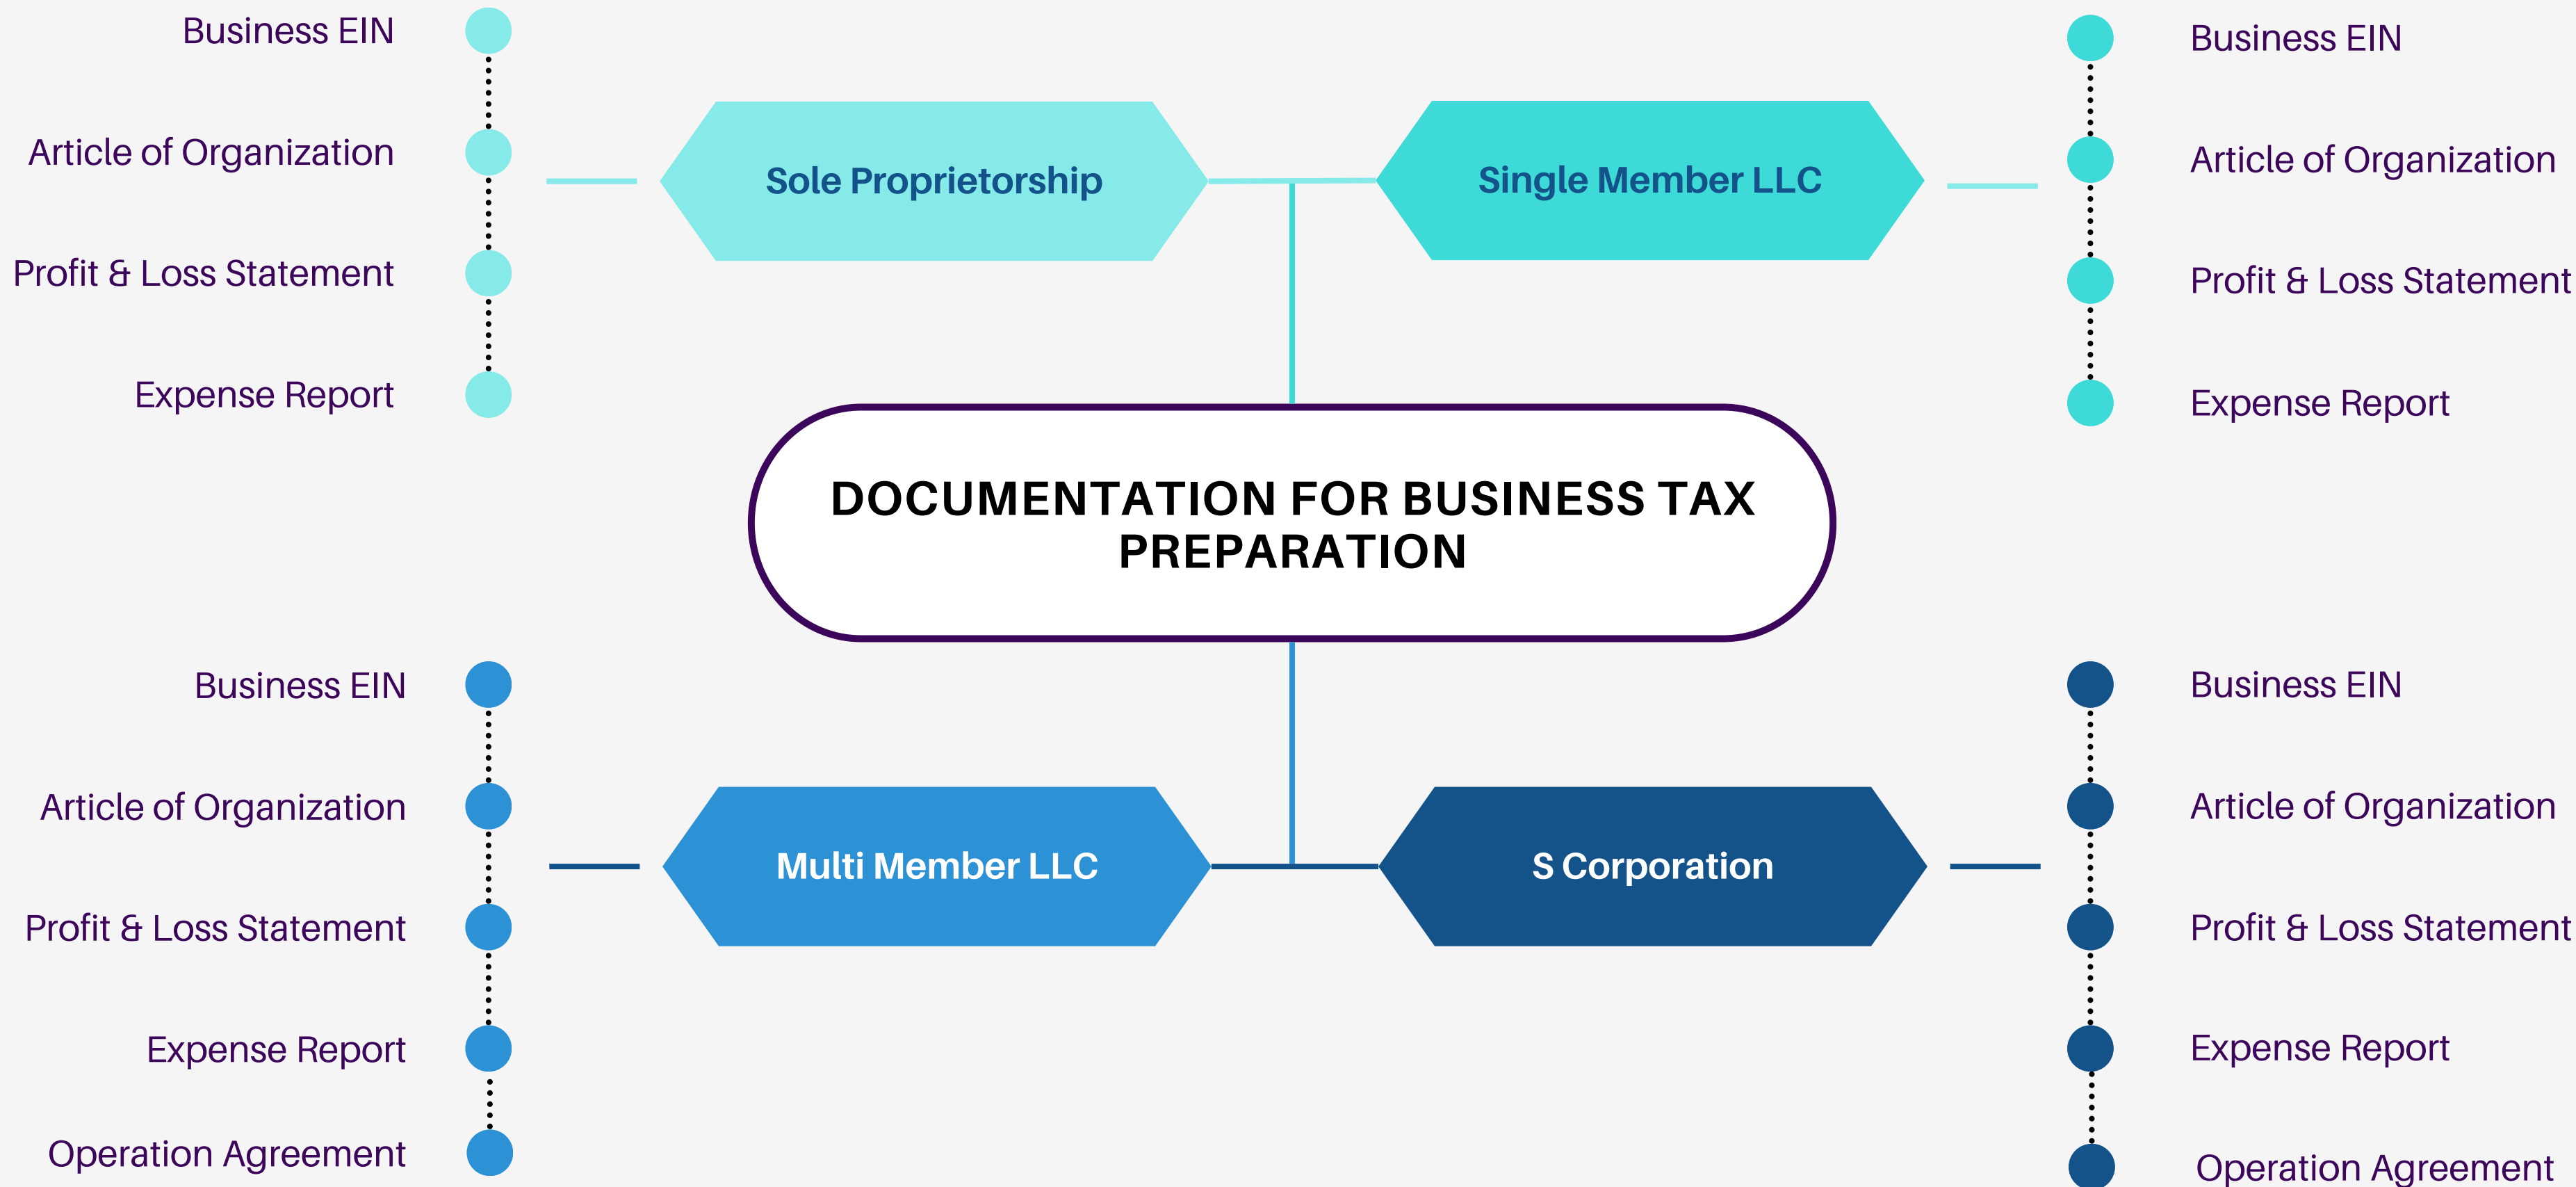 Business EIN
Article of Organization
Profit & Loss Statement
Expense Report
Sole Proprietorship
Single Member LLC
Business EIN
Article of Organization
Profit & Loss Statement
Expense Report
DOCUMENTATION FOR BUSINESS TAX
PREPARATION
Business EIN
Article of Organization
Profit & Loss Statement
Expense Report
Operation Agreement
Multi Member LLC
S Corporation
Business EIN
Article of Organization
Profit & Loss Statement
Expense Report
Operation Agreement